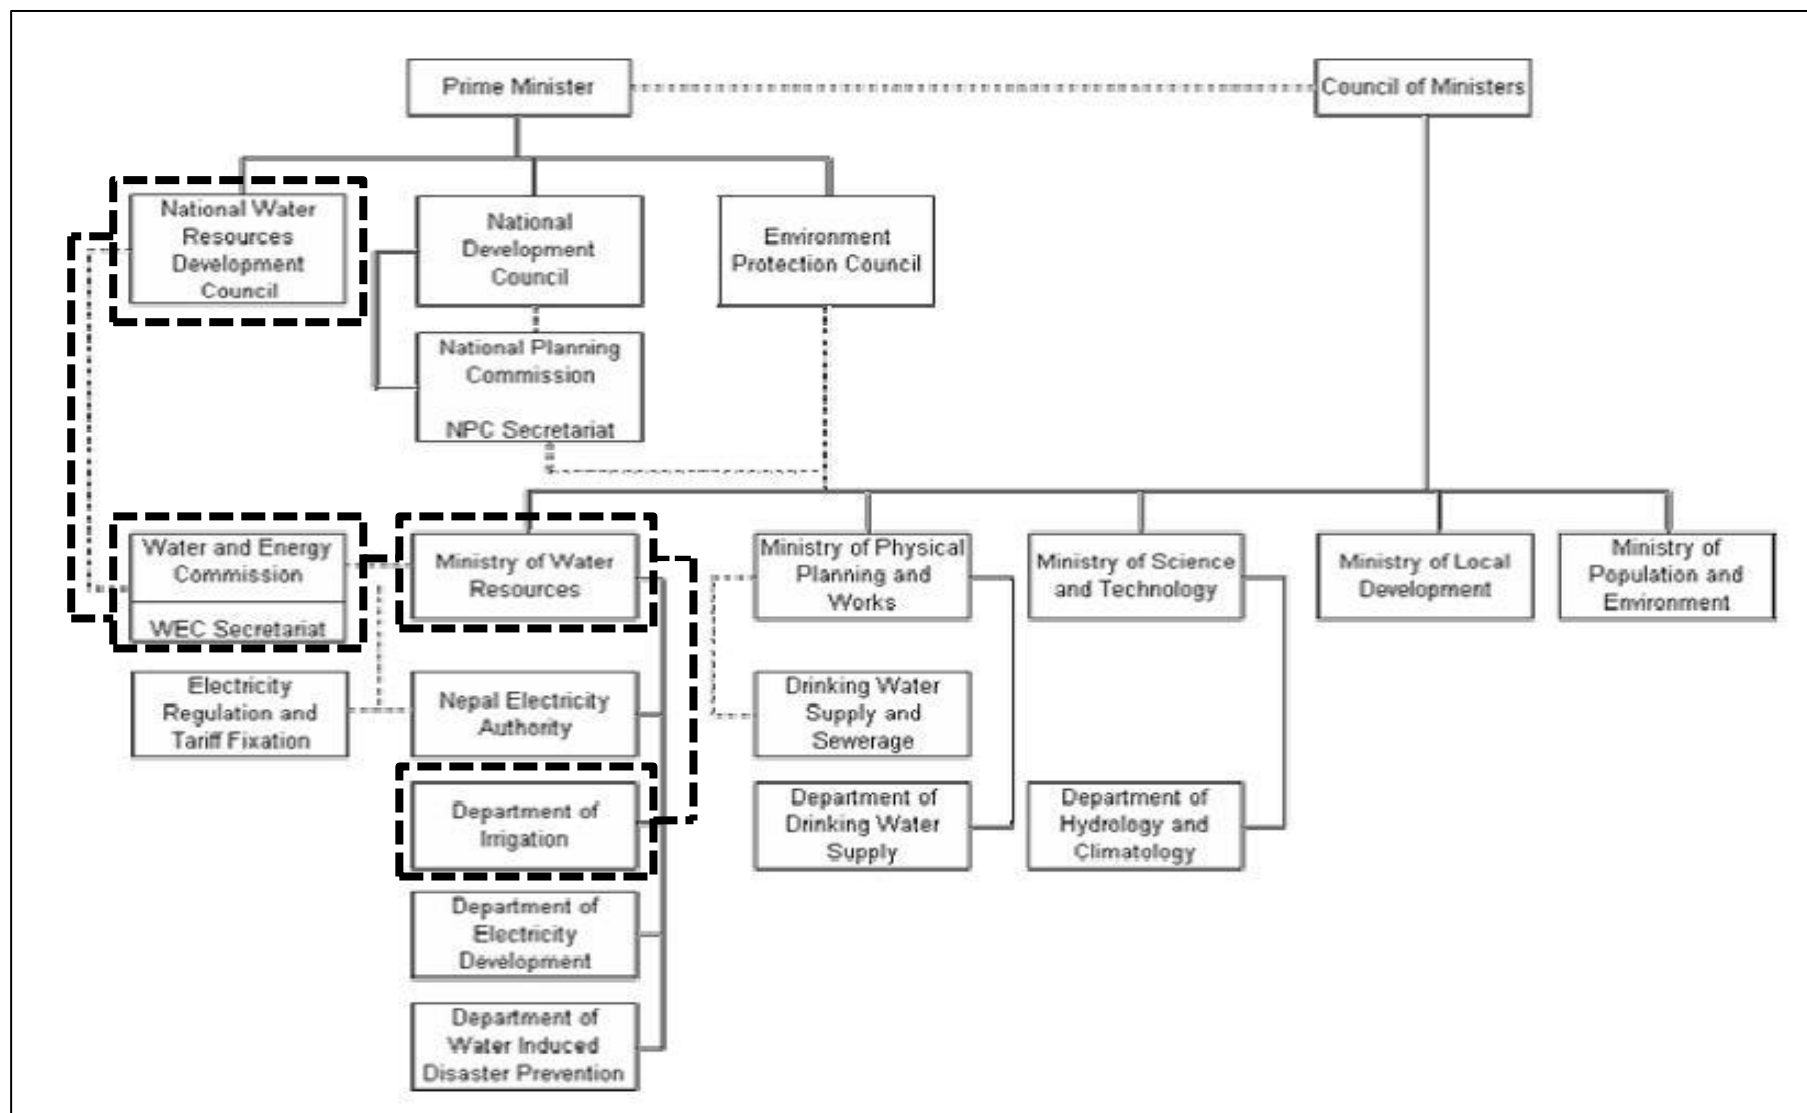 Prime Minister
Council of Ministers
National Water
Resources
Development
Council
National
Development
Council
Environment
Protection Council
National Planning
Commission
NPC Secretariat
Water and Energy
Commission
WEC Secretariat
Ministry of Water
Resources
Ministry of Physical
Planning and
Works
Ministry of Science
and Technology
Ministry of Local
Development
Ministry of
Population and
Environment
Electricity
Regulation and
Tariff Fixation
Nepal Electricity
Authority
Drinking Water
Supply and
Sewerage
Department of
Irrigation
Department of
Drinking Water
Supply
Department of
Hydrology and
Climatology
Department of
Electricity
Development
Department of
Water Induced
Disaster Prevention